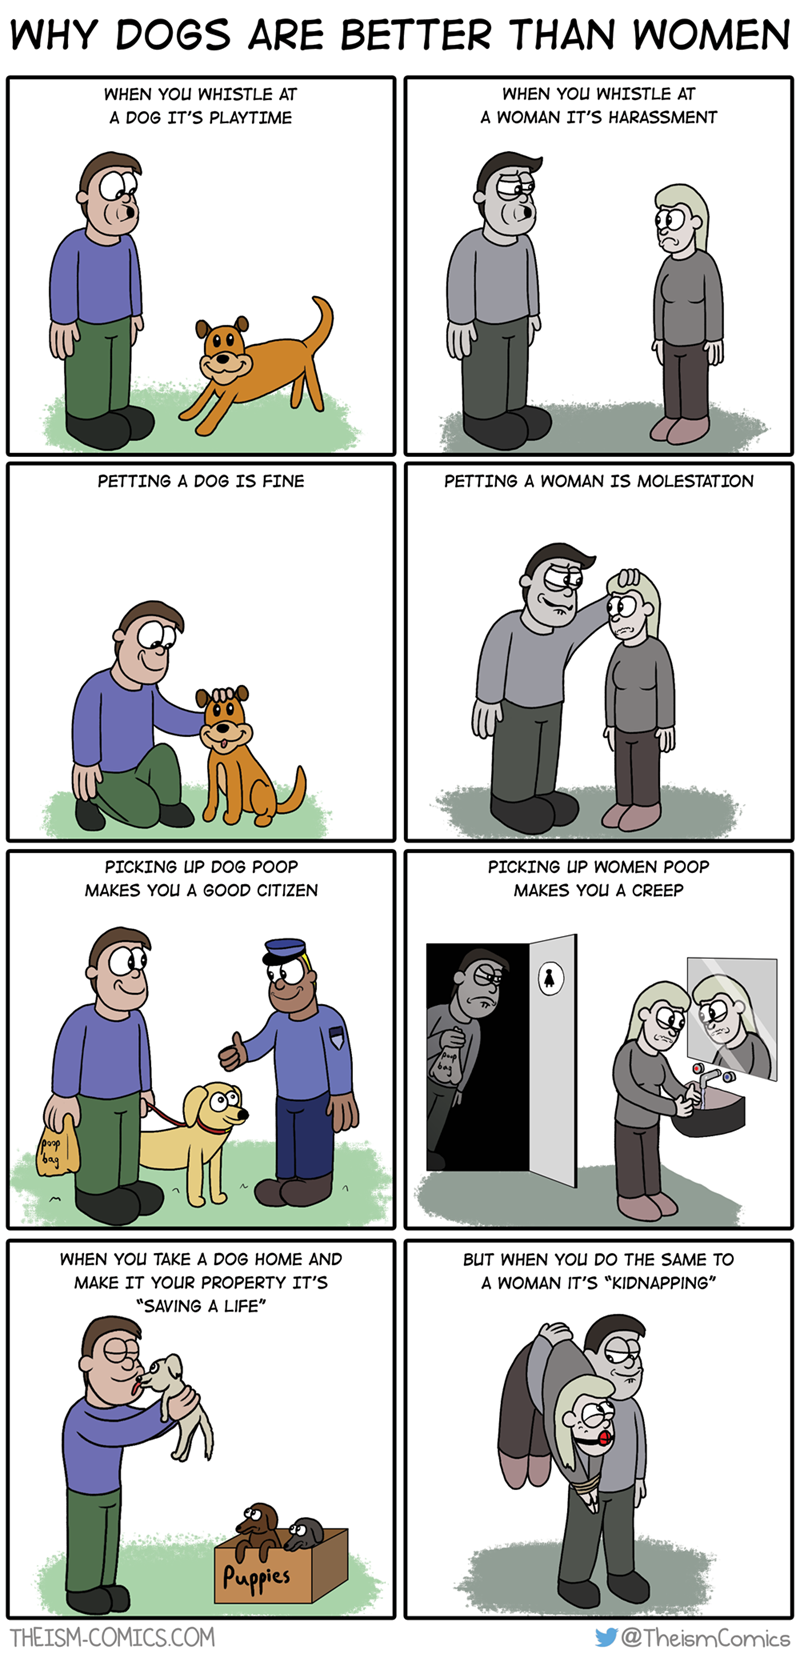 WHY DOGS ARE BETTER THAN WOMEN
WHEN YOU WHISTLE AT
A DOG IT'S PLAYTIME
WHEN YOU WHISTLE AT
A WOMAN IT'S HARASSMENT
PETTING A DOG IS FINE
PETTING A WOMAN IS MOLESTATION
PICKING UP DOG POOP
MAKES YOU A GOOD CITIZEN
poop
bag
PICKING UP WOMEN POOP
MAKES YOU A CREEP
poop
bag
WHEN YOU TAKE A DOG HOME AND
MAKE IT YOUR PROPERTY IT'S
"SAVING A LIFE"
Puppies
BUT WHEN YOU DO THE SAME TO
A WOMAN IT'S "KIDNAPPING"
THEISM-COMICS.COM
@TheismComics